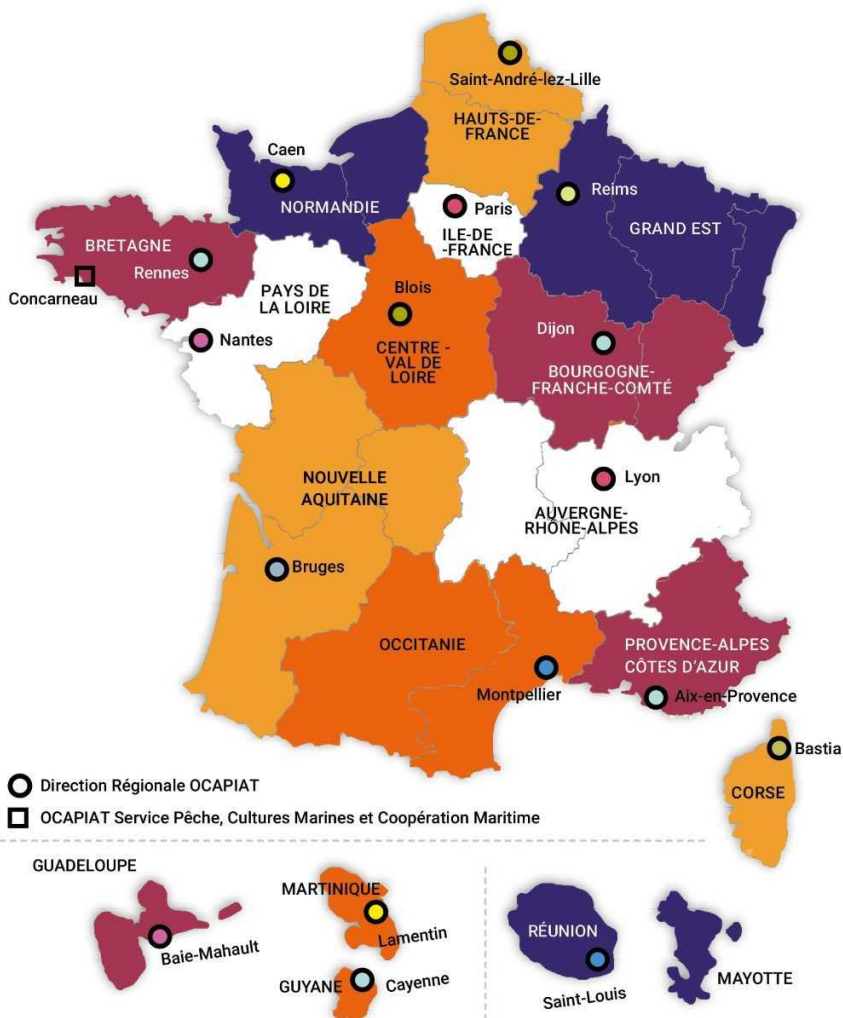 Saint-André-lez-Lille
HAUTS-DE-
FRANCE
Caen
NORMANDIE
Paris
ILE-DE
-FRANCE
Reims
GRAND EST
BRETAGNE
Rennes
Concarneau
PAYS DE
LA LOIRE
Nantes
Blois
CENTRE -
VAL DE
LOIRE
Dijon
BOURGOGNE-
FRANCHE-COMTÉ
NOUVELLE
AQUITAINE
Bruges
Lyon
AUVERGNE-
RHÔNE-ALPES
OCCITANIE
Montpellier
PROVENCE-ALPES
CÔTES D'AZUR
Aix-en-Provence
Bastia
CORSE
Direction Régionale OCAPIAT
OCAPIAT Service Pêche, Cultures Marines et Coopération Maritime
GUADELOUPE
Baie-Mahault
MARTINIQUE
Lamentin
GUYANE
Cayenne
RÉUNION
Saint-Louis
MAYOTTE